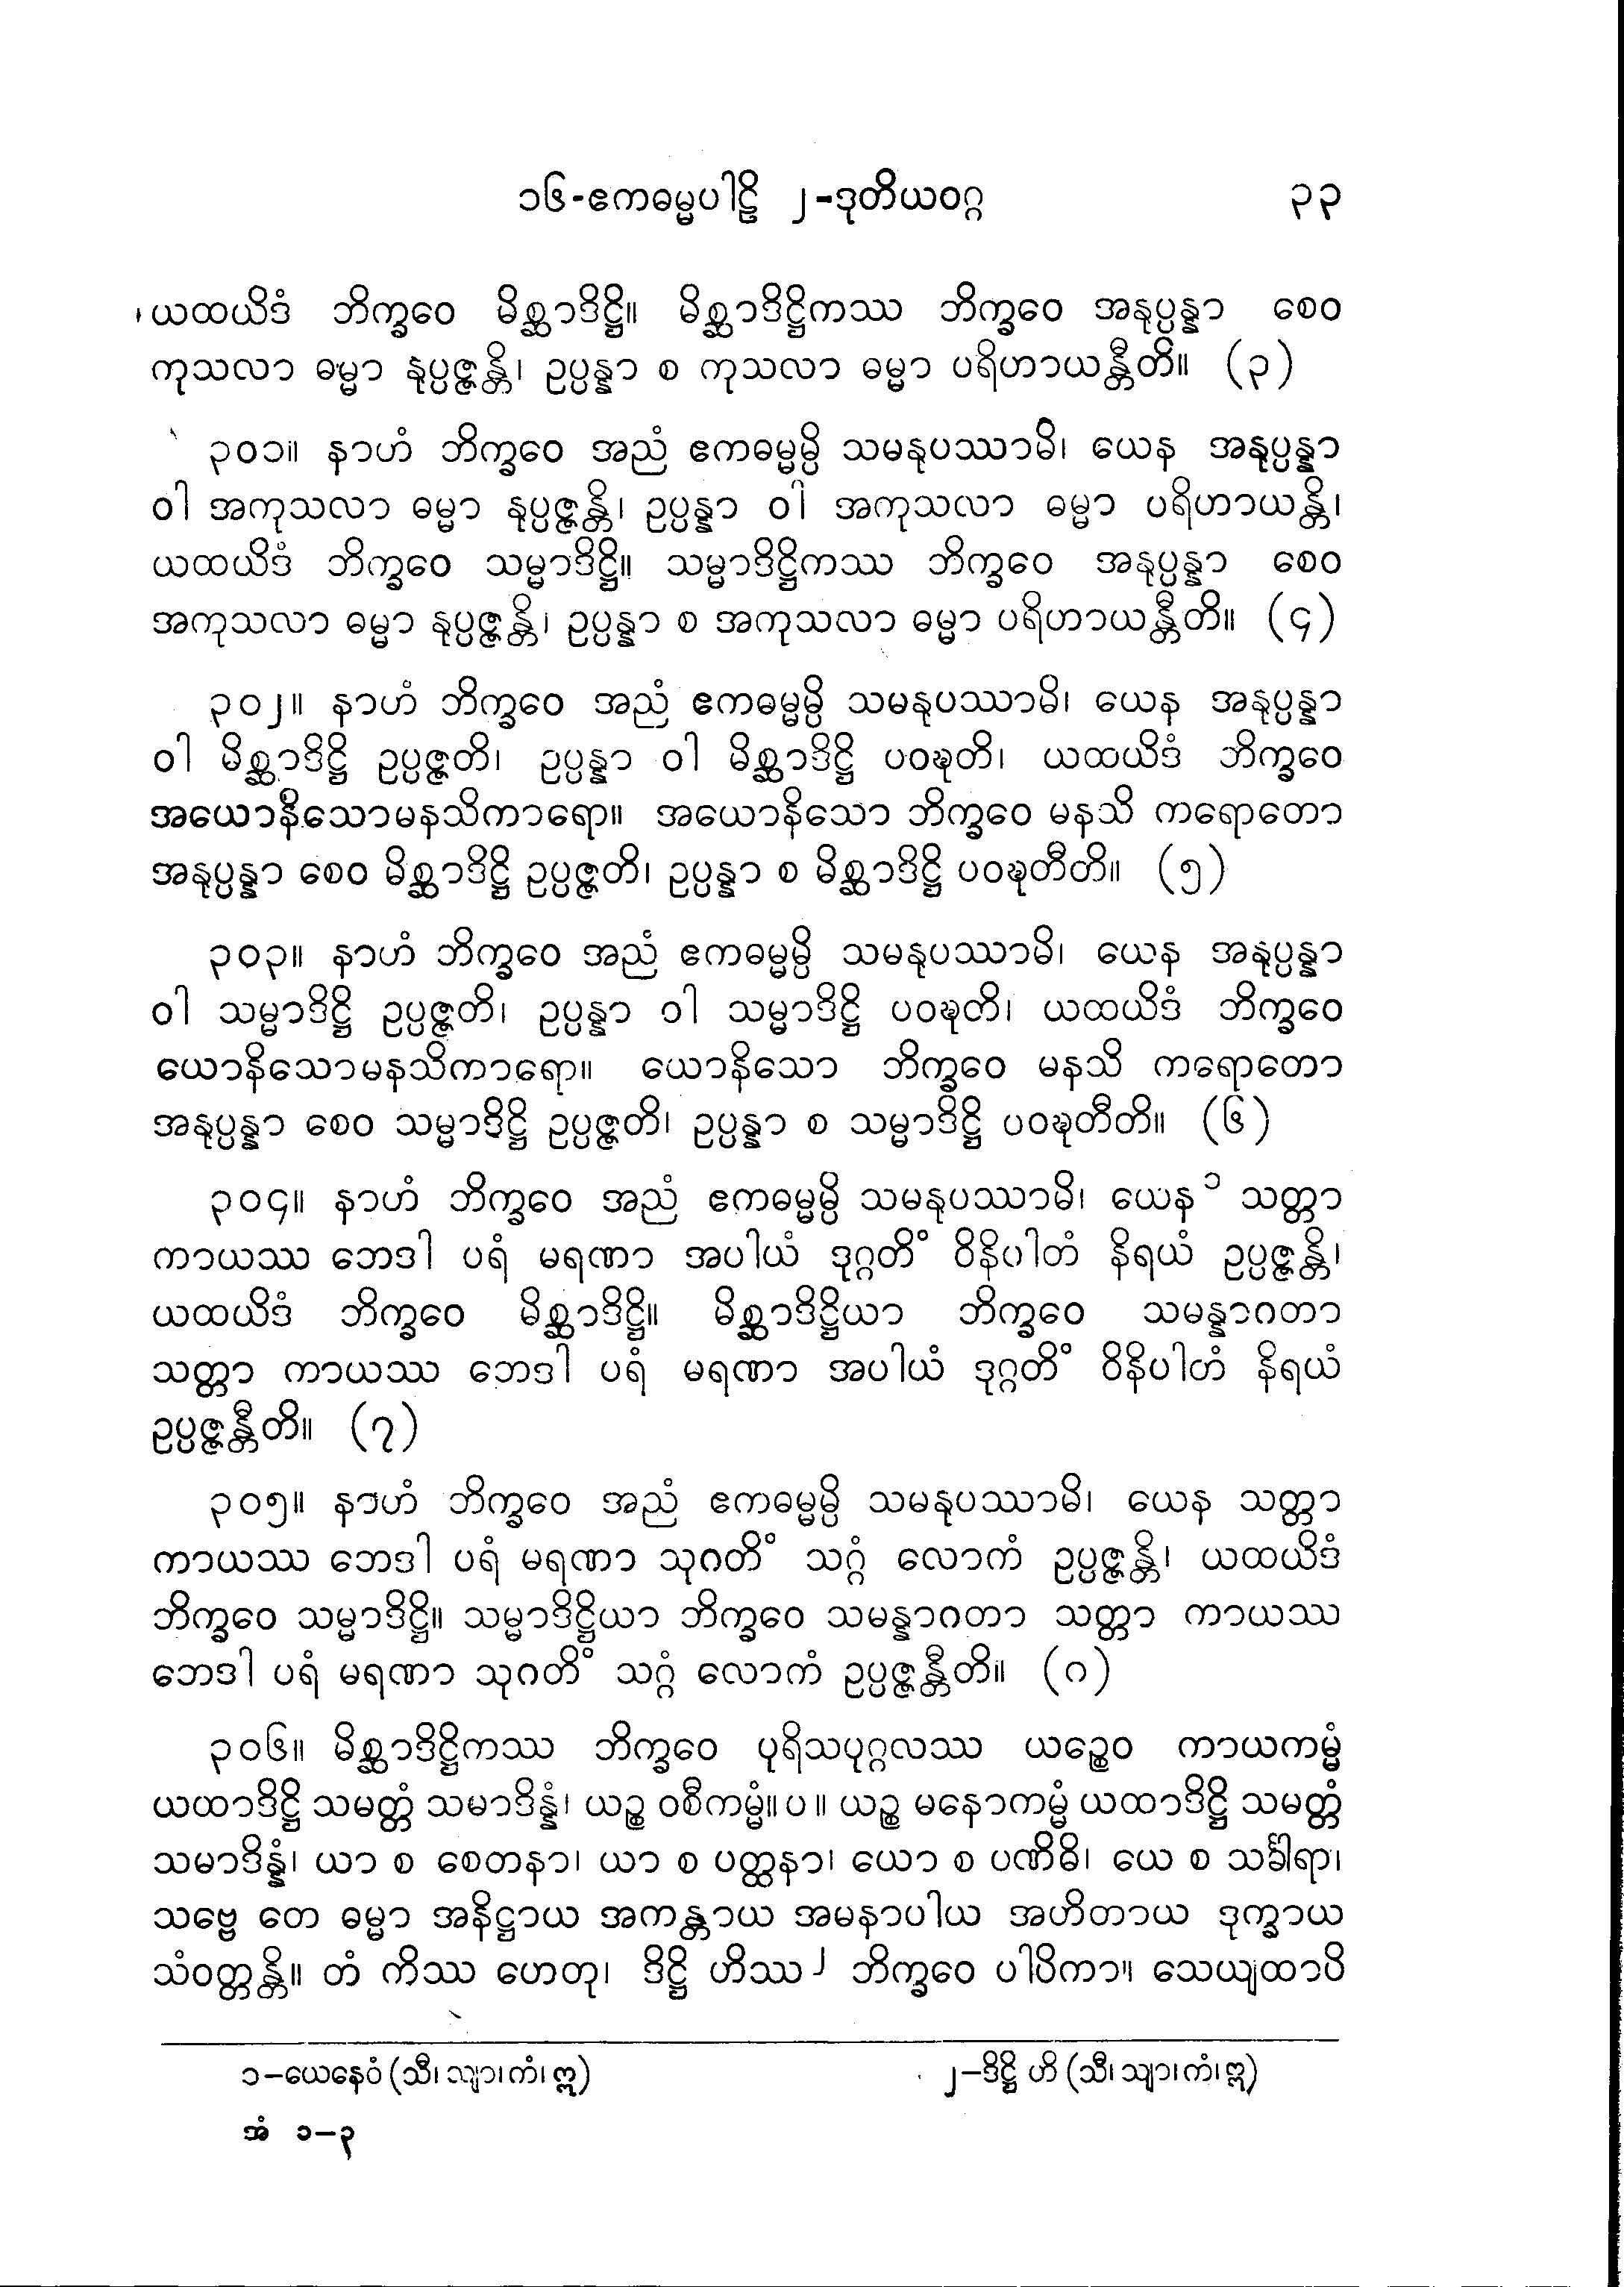 ၁၆-ဧကဓမ္မပါဠိ ၂-ဒုတိယဝဂ္ဂ ၃၃
ယထယိဒံ ဘိက္ခဝေ မိစ္ဆာဒိဋ္ဌိ။ မိစ္ဆာဒိဋ္ဌိကဿ ဘိက္ခဝေ အနုပ္ပန္နာ စေဝ
ကုသလာ ဓမ္မာ နုပ္ပဇ္ဇန္တိ၊ ဥပ္ပန္နာ စ ကုသလာ ဓမ္မာ ပရိဟာယန္တီတိ။ (၃)
၃၀၁။ နာဟံ ဘိက္ခဝေ အညံ ဧကဓမ္မမ္ပိ သမနုပဿာမိ၊ ယေန အနုပ္ပန္နာ
ဝါ အကုသလာ ဓမ္မာ နုပ္ပဇ္ဇန္တိ၊ ဥပ္ပန္နာ ဝါ အကုသလာ ဓမ္မာ ပရိဟာယန္တိ၊
ယထယိဒံ ဘိက္ခဝေ သမ္မာဒိဋ္ဌိ။ သမ္မာဒိဋ္ဌိကဿ ဘိက္ခဝေ အနုပ္ပန္နာ စေဝ
အကုသလာ ဓမ္မာ နုပ္ပဇ္ဇန္တိ၊ ဥပ္ပန္နာ စ အကုသလာ ဓမ္မာ ပရိဟာယန္တီတိ။ (၄)
၃၀၂။ နာဟံ ဘိက္ခဝေ အညံ ဧကဓမ္မမ္ပိ သမနုပဿာမိ၊ ယေန အနုပ္ပန္နာ
ဝါ မိစ္ဆာဒိဋ္ဌိ ဥပ္ပဇ္ဇတိ၊ ဥပ္ပန္နာ ဝါ မိစ္ဆာဒိဋ္ဌိ ပဝဍ္ဎတိ၊ ယထယိဒံ ဘိက္ခဝေ
အယောနိသောမနသိကာရော။ အယောနိသော ဘိက္ခဝေ မနသိ ကရောတော
အနုပ္ပန္နာ စေဝ မိစ္ဆာဒိဋ္ဌိ ဥပ္ပဇ္ဇတိ၊ ဥပ္ပန္နာ စ မိစ္ဆာဒိဋ္ဌိ ပဝဍ္ဎတီတိ။ (၅)
၃၀၃။ နာဟံ ဘိက္ခဝေ အညံ ဧကဓမ္မမ္ပိ သမနုပဿာမိ၊ ယေန အနုပ္ပန္နာ
ဝါ သမ္မာဒိဋ္ဌိ ဥပ္ပဇ္ဇတိ၊ ဥပ္ပန္နာ ဝါ သမ္မာဒိဋ္ဌိ ပဝဍ္ဎတိ၊ ယထယိဒံ ဘိက္ခဝေ
ယောနိသောမနသိကာရော။ ယောနိသော ဘိက္ခဝေ မနသိ ကရောတော
အနုပ္ပန္နာ စေဝ သမ္မာဒိဋ္ဌိ ဥပ္ပဇ္ဇတိ၊ ဥပ္ပန္နာ စ သမ္မာဒိဋ္ဌိ ပဝဍ္ဎတီတိ။ (၆)
၃၀၄။ နာဟံ ဘိက္ခဝေ အညံ ဧကဓမ္မမ္ပိ သမနုပဿာမိ၊ ယေန ၁ သတ္တာ
ကာယဿ ဘေဒါ ပရံ မရဏာ အပါယံ ဒုဂ္ဂတိံ ဝိနိပါတံ နိရယံ ဥပ္ပဇ္ဇန္တိ၊
ယထယိဒံ ဘိက္ခဝေ မိစ္ဆာဒိဋ္ဌိ။ မိစ္ဆာဒိဋ္ဌိယာ ဘိက္ခဝေ သမန္နာဂတာ
သတ္တာ ကာယဿ ဘေဒါ ပရံ မရဏာ အပါယံ ဒုဂ္ဂတိံ ဝိနိပါတံ နိရယံ
ဥပ္ပဇ္ဇန္တီတိ။ (၇)
၃၀၅။ နာဟံ ဘိက္ခဝေ အညံ ဧကဓမ္မမ္ပိ သမနုပဿာမိ၊ ယေန သတ္တာ
ကာယဿ ဘေဒါ ပရံ မရဏာ သုဂတိံ သဂ္ဂံ လောကံ ဥပ္ပဇ္ဇန္တိ၊ ယထယိဒံ
ဘိက္ခဝေ သမ္မာဒိဋ္ဌိ။ သမ္မာဒိဋ္ဌိယာ ဘိက္ခဝေ သမန္နာဂတာ သတ္တာ ကာယဿ
ဘေဒါ ပရံ မရဏာ သုဂတိံ သဂ္ဂံ လောကံ ဥပ္ပဇ္ဇန္တီတိ။ (၈)
၃၀၆။ မိစ္ဆာဒိဋ္ဌိကဿ ဘိက္ခဝေ ပုရိသပုဂ္ဂလဿ ယဉ္စေဝ ကာယကမ္မံ
ယထာဒိဋ္ဌိ သမတ္တံ သမာဒိန္နံ၊ ယဉ္စ ဝစီကမ္မံ။ ပ ။ ယဉ္စ မနောကမ္မံ ယထာဒိဋ္ဌိ သမတ္တံ
သမာဒိန္နံ၊ ယာ စ စေတနာ၊ ယာ စ ပတ္ထနာ၊ ယော စ ပဏိဓိ၊ ယေ စ သင်္ခါရာ၊
သဗ္ဗေ တေ ဓမ္မာ အနိဋ္ဌာယ အကန္တာယ အမနာပါယ အဟိတာယ ဒုက္ခာယ
သံဝတ္တန္တိ။ တံ ကိဿ ဟေတု၊ ဒိဋ္ဌိ ဟိဿ ၂ ဘိက္ခဝေ ပါပိကာ။ သေယျထာပိ
၁–ယေနေဝံ (သီ၊ သျာ၊ ကံ၊ ဣ) ၂–ဒိဋ္ဌိ ဟိ (သီ၊ သျာ၊ ကံ၊ ဣ)
အံ ၁–၃